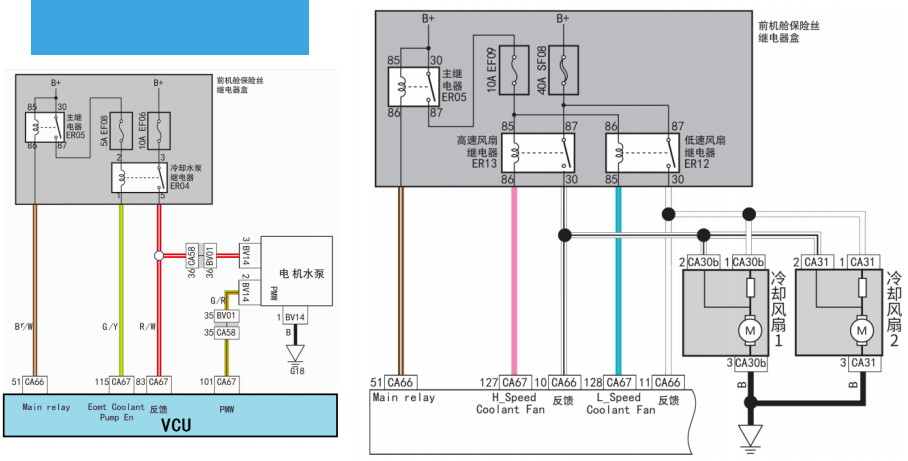 B+
B+
前机舱保险丝
继电器盒
85
30
主继
电器
ER05
86
87
5A EF08
10A EF06
2
3
冷却水泵
继电器
ER04
1
5
36
CA58
36
BV01
3
BV14
电机水泵
PMW
2
BV14
G/R
35
BV01
35
CA58
1
BV14
B
G18
Br/W
G/Y
R/W
51
CA66
115
CA67
83
CA67
101
CA67
Main relay
Eomt Coolant
Pump En
反馈
PMW
VCU
B+
B+
前机舱保险丝
继电器盒
85
30
主继
电器
ER05
86
87
10A EF09
40A SF08
85
87
86
87
高速风扇
继电器
ER13
低速风扇
继电器
ER12
86
30
85
30
2
CA30b
1
CA30b
2
CA31
1
CA31
M
冷却风扇1
M
冷却风扇2
3
CA30b
3
CA31
B
B
51
CA66
127
CA67
10
CA66
128
CA67
11
CA66
Main relay
H_Speed
Coolant Fan
反馈
L_Speed
Coolant Fan
反馈